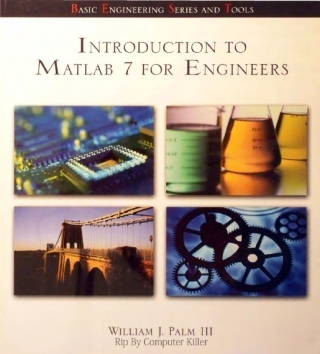 BASIC ENGINEERING SERIES AND TOOLS
INTRODUCTION TO
MATLAB 7 FOR ENGINEERS
WILLIAM J. PALM III
Rip By Computer Killer